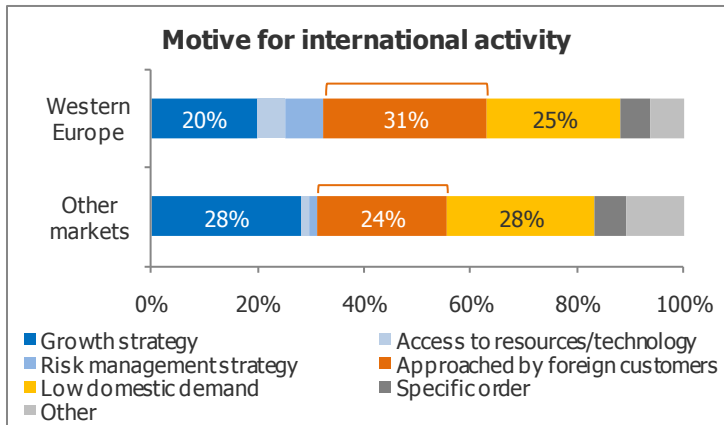 Motive for international activity
Western
Europe
20%
31%
25%
Other
markets
28%
24%
28%
0%
20%
40%
60%
80%
100%
Growth strategy
Access to resources/technology
Risk management strategy
Approached by foreign customers
Low domestic demand
Specific order
Other